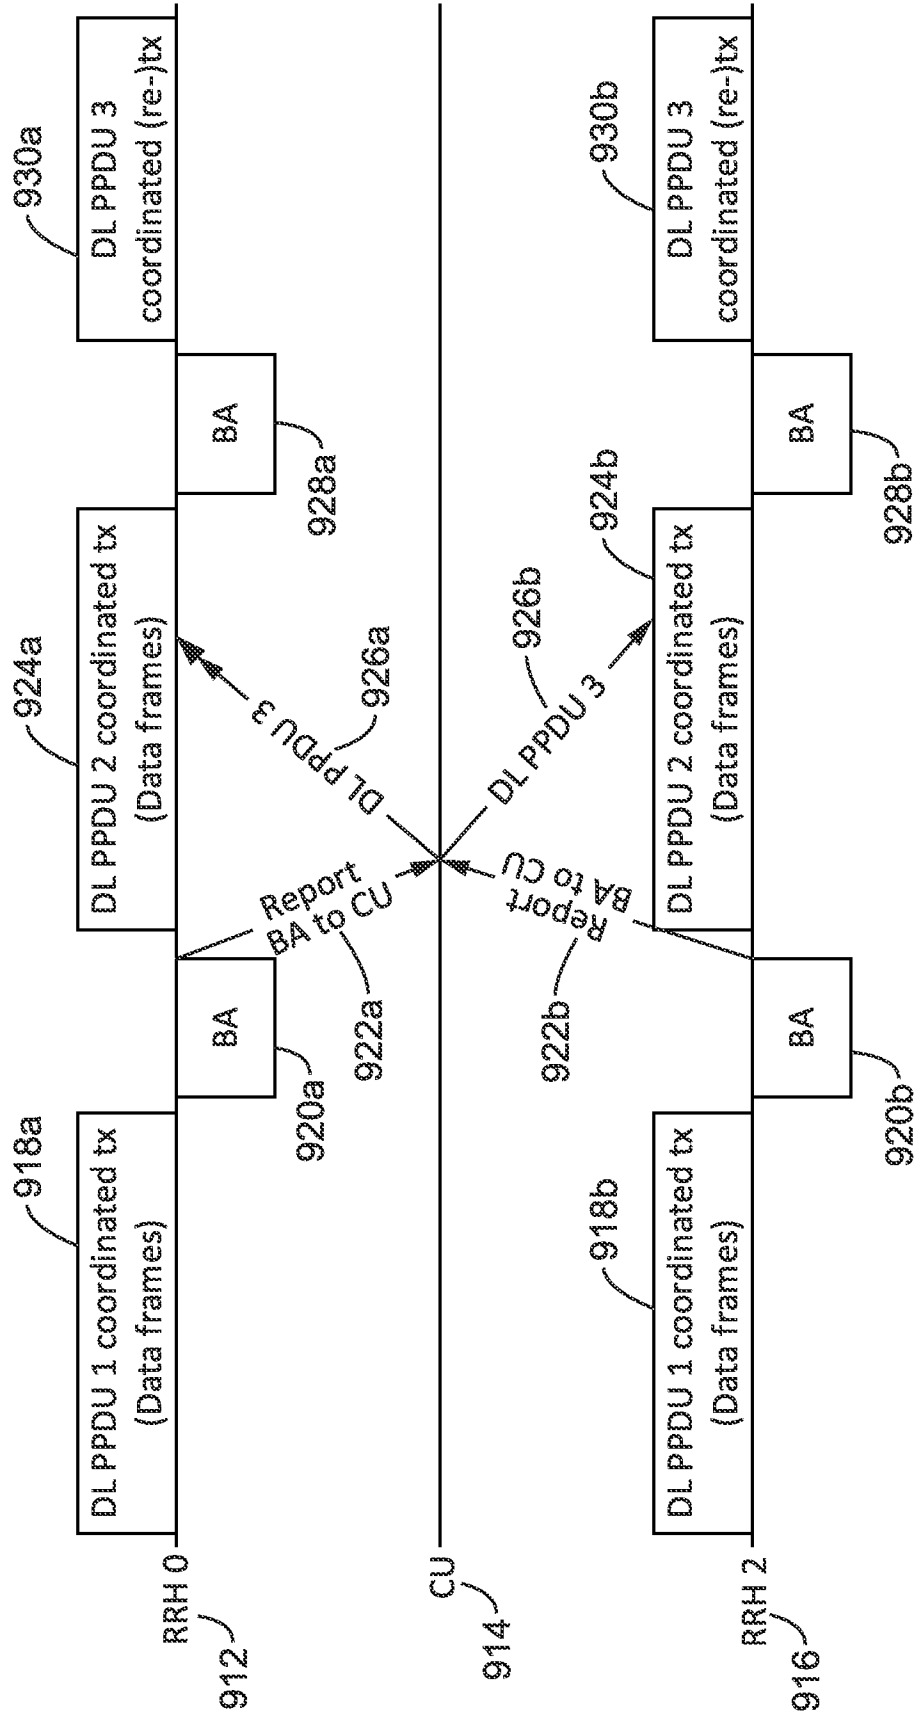 918a
DL PPDU 1 coordinated tx
(Data frames)
BA
920a
924a
DL PPDU 2 coordinated tx
(Data frames)
BA
928a
930a
DL PPDU 3
coordinated (re-)tx
RRH 0
912
Report
BA to CU
922a
DL PPDU 3
926a
CU
914
Report
BA to CU
922b
DL PPDU 3
926b
918b
DL PPDU 1 coordinated tx
(Data frames)
BA
920b
924b
DL PPDU 2 coordinated tx
(Data frames)
BA
928b
930b
DL PPDU 3
coordinated (re-)tx
RRH 2
916